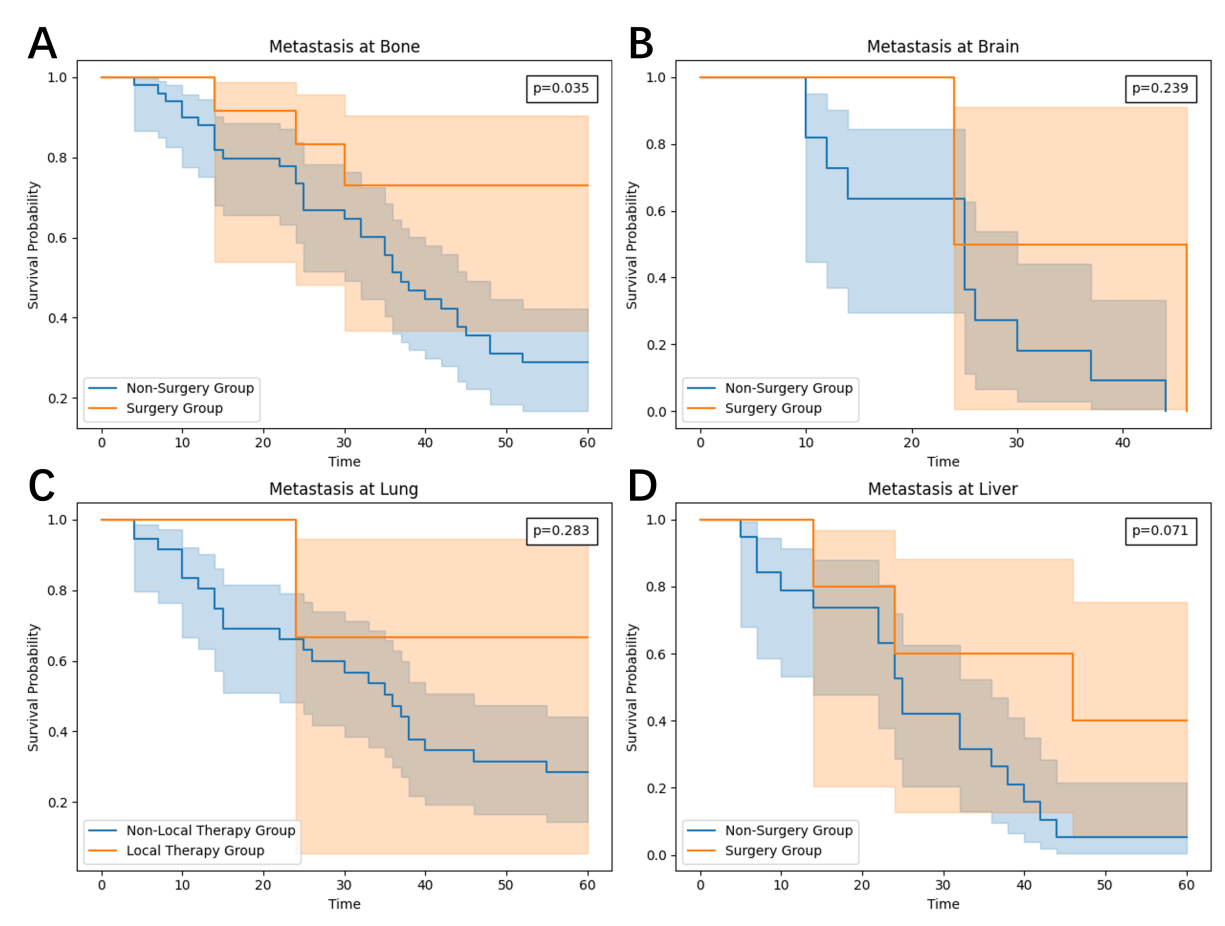 A
Metastasis at Bone
p=0.035
Survival Probability
1.0
0.8
0.6
0.4
0.2
Non-Surgery Group
Surgery Group
0 10 20 30 40 50 60
Time
B
Metastasis at Brain
p=0.239
Survival Probability
1.0
0.8
0.6
0.4
0.2
0.0
Non-Surgery Group
Surgery Group
0 10 20 30 40
Time
C
Metastasis at Lung
p=0.283
Survival Probability
1.0
0.8
0.6
0.4
0.2
Non-Local Therapy Group
Local Therapy Group
0 10 20 30 40 50 60
Time
D
Metastasis at Liver
p=0.071
Survival Probability
1.0
0.8
0.6
0.4
0.2
0.0
Non-Surgery Group
Surgery Group
0 10 20 30 40 50 60
Time